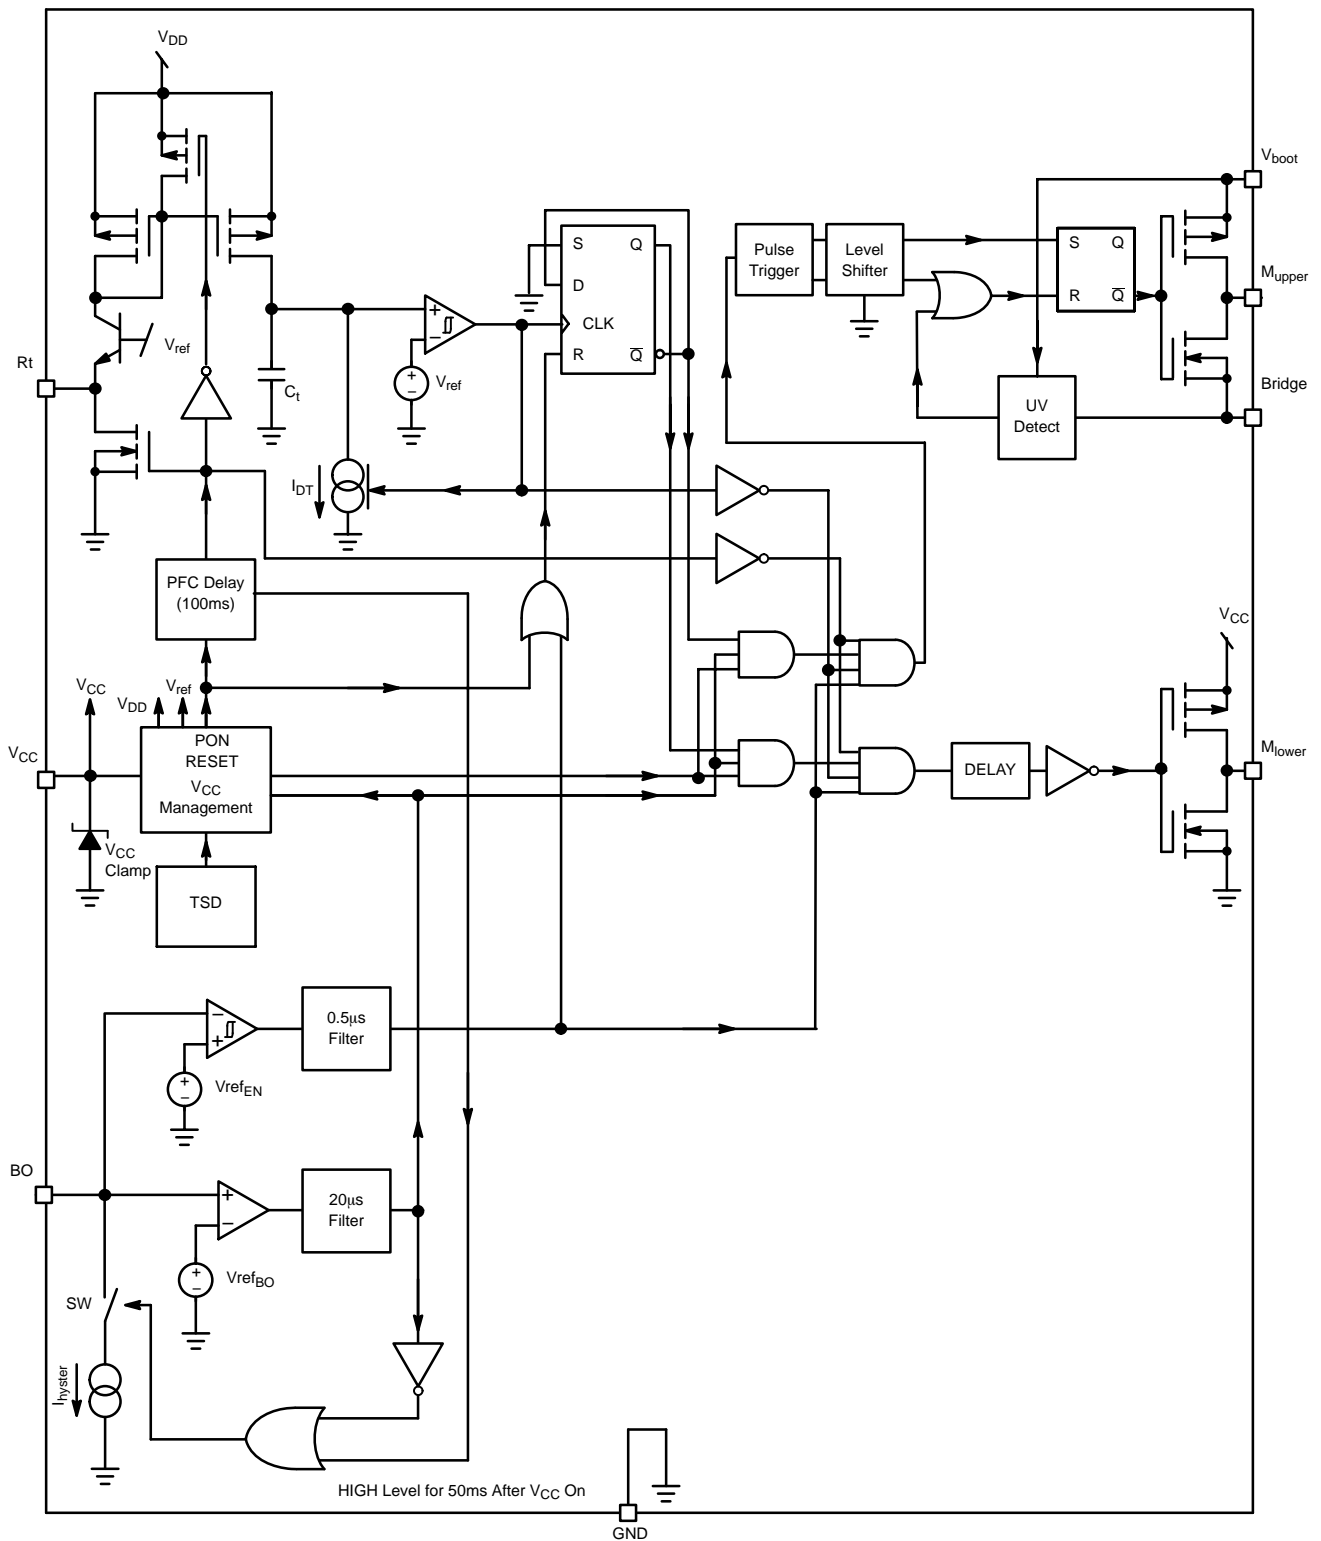 VDD
Vboot
S Q
D
CLK
R Q
Pulse
Trigger
Level
Shifter
S Q
R Q
Mupper
Vref
Rt
Ct
+
−
+
−
Vref
UV
Detect
Bridge
IDT
PFC Delay
(100ms)
VCC
VCC
Vref
VDD
VCC
PON
RESET
VCC
Management
DELAY
Mlower
VCC
Clamp
TSD
−
+
0.5μs
Filter
+
−
VrefEN
BO
+
−
20μs
Filter
+
−
VrefBO
SW
Ihyster
HIGH Level for 50ms After VCC On
GND